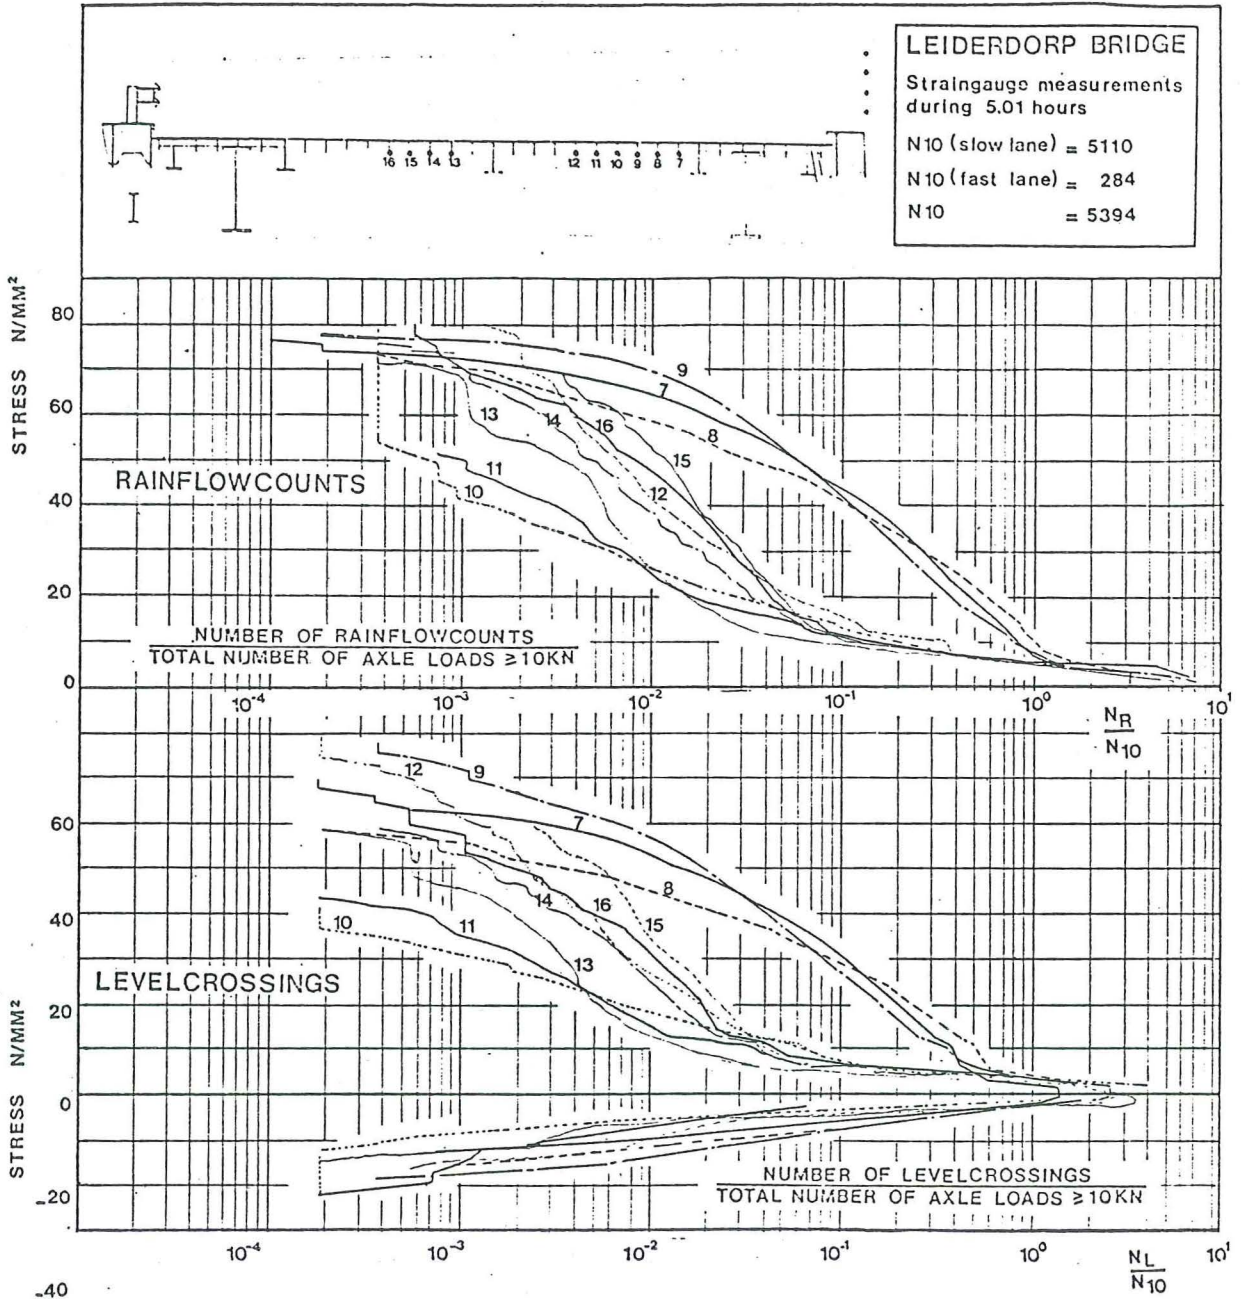 LEIDERDORP BRIDGE
Straingauge measurements
during 5.01 hours
N10 (slow lane) = 5110
N10 (fast lane) = 284
N10 = 5394
16 15 14 13 12 11 10 9 8 7
STRESS N/MM²
80
60
40
20
0
9
7
8
13
14
16
15
12
11
10
RAINFLOWCOUNTS
NUMBER OF RAINFLOWCOUNTS
TOTAL NUMBER OF AXLE LOADS ≥10KN
10⁻⁴ 10⁻³ 10⁻² 10⁻¹ 10⁰ 10¹
N_R
N10
12
9
7
8
60
40
20
0
-20
-40
14
16
15
10
11
13
LEVELCROSSINGS
STRESS N/MM²
NUMBER OF LEVELCROSSINGS
TOTAL NUMBER OF AXLE LOADS ≥10KN
10⁻⁴ 10⁻³ 10⁻² 10⁻¹ 10⁰ 10¹
N_L
N10